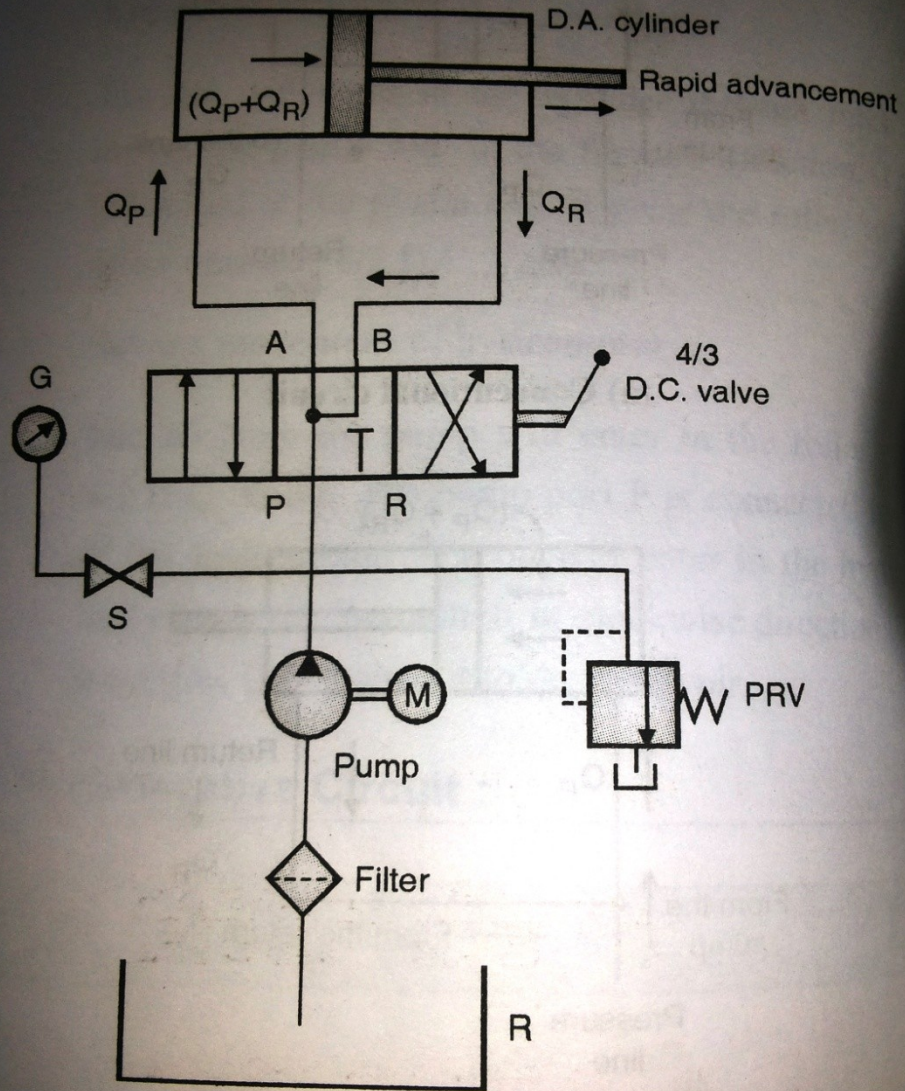 D.A. cylinder
Rapid advancement
(QP+QR)
QP
QR
A
B
G
4/3
D.C. valve
P
R
S
M
PRV
Pump
Filter
R